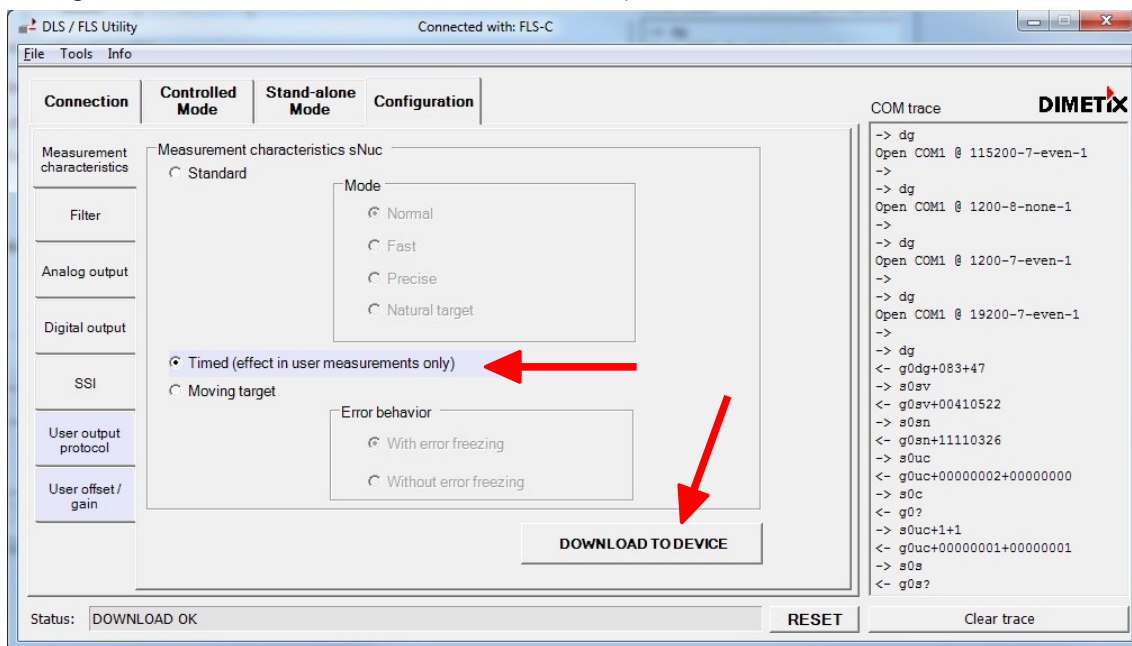 DLS / FLS Utility
Connected with: FLS-C
File Tools Info
Connection
Controlled
Mode
Stand-alone
Mode
Configuration
Measurement
characteristics
Filter
Analog output
Digital output
SSI
User output
protocol
User offset /
gain
Measurement characteristics sNuc
Standard
Mode
Normal
Fast
Precise
Natural target
Timed (effect in user measurements only)
Moving target
Error behavior
With error freezing
Without error freezing
DOWNLOAD TO DEVICE
COM trace
DIMETIX
-> dg
Open COM1 @ 115200-7-even-1
->
-> dg
Open COM1 @ 1200-8-none-1
->
-> dg
Open COM1 @ 1200-7-even-1
->
-> dg
Open COM1 @ 19200-7-even-1
->
-> dg
<- g0dg+083+47
-> s0sv
<- g0sv+00410522
-> s0sn
<- g0sn+11110326
-> s0uc
<- g0uc+00000002+00000000
-> s0c
<- g0?
-> s0uc+1+1
<- g0uc+00000001+00000001
-> s0s
<- g0s?
Status: DOWNLOAD OK
RESET
Clear trace